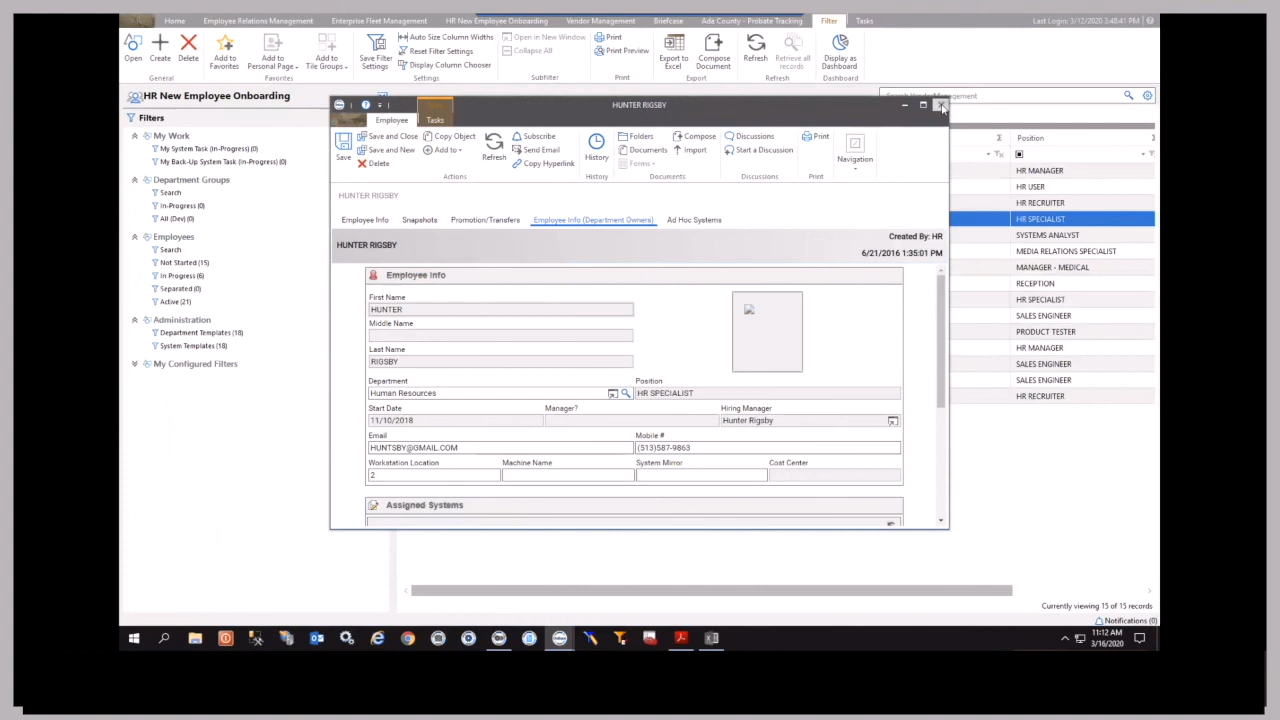 Home Employee Relations Management Enterprise Fleet Management HR New Employee Onboarding Vendor Management Briefcase Ada County - Probate Tracking Filter Tasks Last Login: 3/12/2020 3:48:41 PM
Open Create Delete Add to Favorites Add to Personal Page Add to Tile Groups Save Filter Settings Auto Size Column Widths Reset Filter Settings Display Column Chooser Open in New Window Collapse All Print Print Preview Export to Excel Compose Document Refresh Retrieve all records Display as Dashboard
General Favorites Settings Subfilter Print Export Refresh Dashboard
HR New Employee Onboarding
Filters
My Work
My System Task (In-Progress) (0)
My Back-Up System Task (In-Progress) (0)
Department Groups
Search
In-Progress (0)
All (Dev) (0)
Employees
Search
Not Started (15)
In Progress (6)
Separated (0)
Active (21)
Administration
Department Templates (18)
System Templates (18)
My Configured Filters
HUNTER RIGSBY
Employee Tasks
Save Save and Close Save and New Delete Copy Object Add to Refresh Subscribe Send Email Copy Hyperlink History Folders Documents Forms Compose Import Discussions Start a Discussion Print Navigation
Actions History Documents Discussions Print
HUNTER RIGSBY
Employee Info Snapshots Promotion/Transfers Employee Info (Department Owners) Ad Hoc Systems
Created By: HR
HUNTER RIGSBY
6/21/2016 1:35:01 PM
Employee Info
First Name
HUNTER
Middle Name
Last Name
RIGSBY
Department Position
Human Resources HR SPECIALIST
Start Date Manager? Hiring Manager
11/10/2018 Hunter Rigsby
Email Mobile #
HUNTSBY@GMAIL.COM (513)587-9863
Workstation Location Machine Name System Mirror Cost Center
2
Assigned Systems
Position
HR MANAGER
HR USER
HR RECRUITER
HR SPECIALIST
SYSTEMS ANALYST
MEDIA RELATIONS SPECIALIST
MANAGER - MEDICAL
RECEPTION
HR SPECIALIST
SALES ENGINEER
PRODUCT TESTER
HR MANAGER
SALES ENGINEER
SALES ENGINEER
HR RECRUITER
Currently viewing 15 of 15 records
Notifications (0)
11:12 AM
3/16/2020